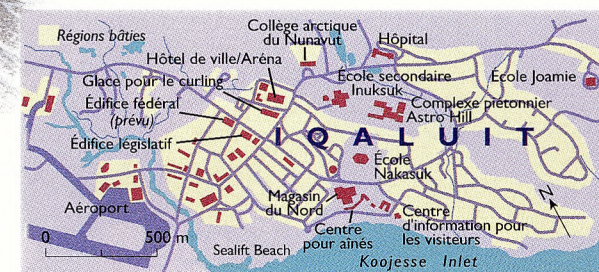 Régions bâties
Collège arctique
du Nunavut
Hôpital
Hôtel de ville/Aréna
Glace pour le curling
Édifice fédéral
(prévu)
Édifice législatif
École secondaire
Inuksuk
École Joamie
Complexe piétonnier
Astro Hill
IQALUIT
École
Nakasuk
Magasin
du Nord
Aéroport
Centre
pour aînés
Centre
d'information pour
les visiteurs
N
0 500 m
Sealift Beach
Koojesse Inlet